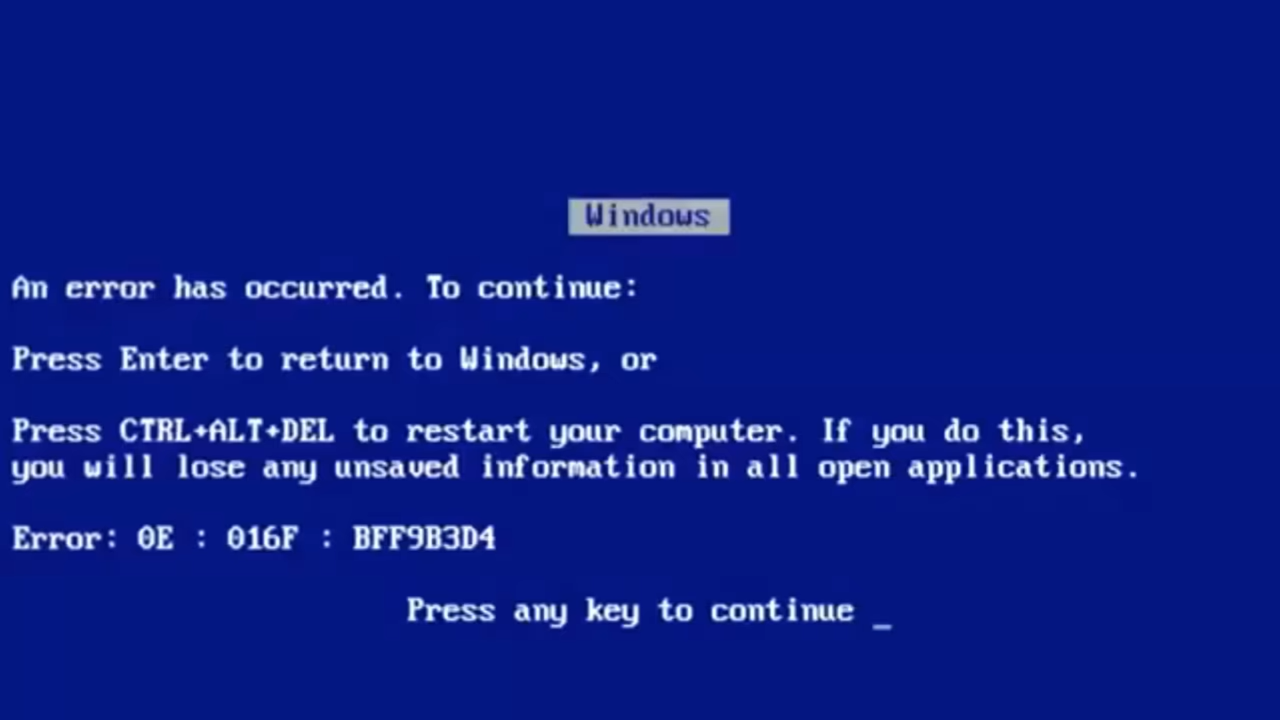 Windows
An error has occurred. To continue:
Press Enter to return to Windows, or
Press CTRL+ALT+DEL to restart your computer. If you do this,
you will lose any unsaved information in all open applications.
Error: 0E : 016F : BFF9B3D4
Press any key to continue _